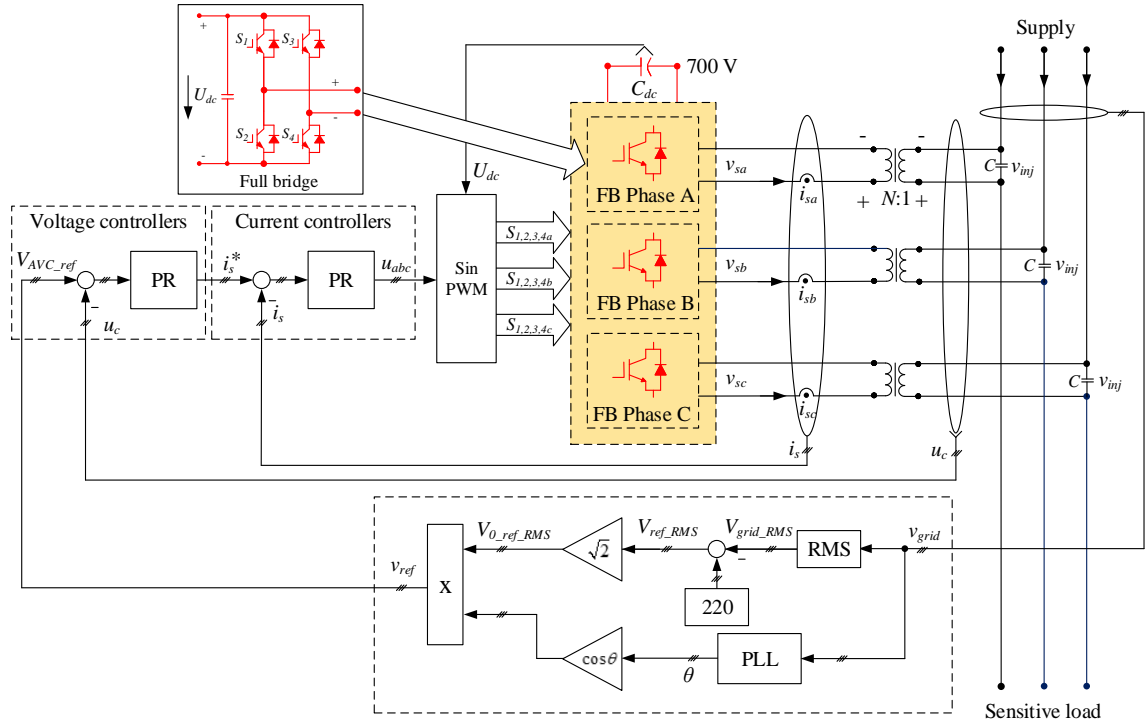 +
S1
S3
Udc
+
-
S2
S4
-
Full bridge
700 V
Cdc
Supply
Udc
FB Phase A
vsa
isa
-
-
+
N:1
+
C
vinj
Voltage controllers
Current controllers
VAVC_ref
PR
is*
PR
uabc
Sin
PWM
S1,2,3,4a
S1,2,3,4b
S1,2,3,4c
FB Phase B
vsb
isb
C
vinj
-
uc
-
is
FB Phase C
vsc
isc
C
vinj
is
uc
vref
X
V0_ref_RMS
√2
Vref_RMS
Vgrid_RMS
-
RMS
vgrid
220
cosθ
θ
PLL
Sensitive load